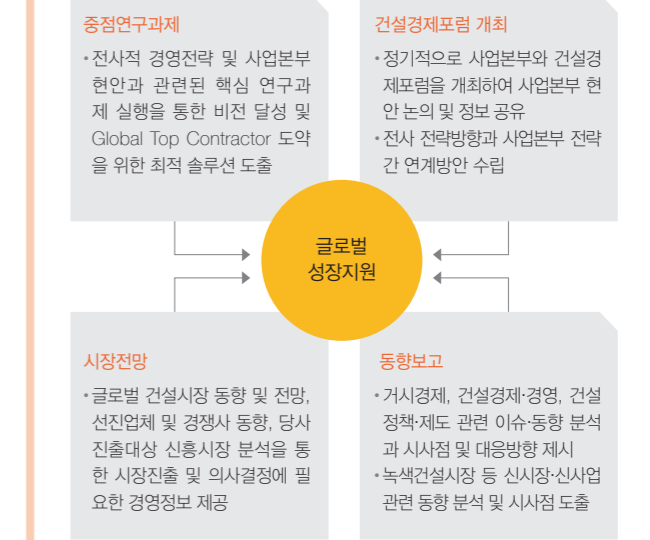 중점연구과제
•전사적 경영전략 및 사업본부
현안과 관련된 핵심 연구과
제 실행을 통한 비전 달성 및
Global Top Contractor 도약
을 위한 최적 솔루션 도출
건설경제포럼 개최
•정기적으로 사업본부와 건설경
제포럼을 개최하여 사업본부 현
안 논의 및 정보 공유
•전사 전략방향과 사업본부 전략
간 연계방안 수립
글로벌
성장지원
시장전망
•글로벌 건설시장 동향 및 전망,
선진업체 및 경쟁사 동향, 당사
진출대상 신흥시장 분석을 통
한 시장진출 및 의사결정에 필
요한 경영정보 제공
동향보고
•거시경제, 건설경제·경영, 건설
정책·제도 관련 이슈·동향 분석
과 시사점 및 대응방향 제시
•녹색건설시장 등 신시장·신사업
관련 동향 분석 및 시사점 도출